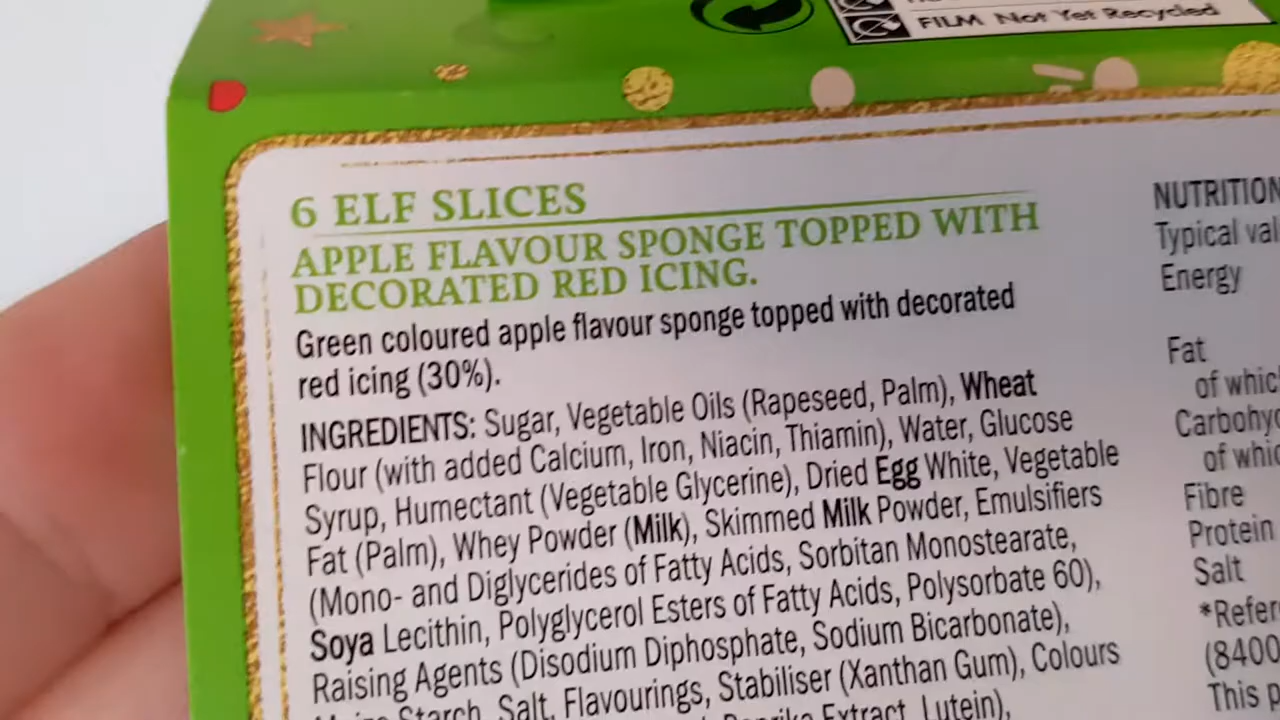 FILM Not Yet Recycled
6 ELF SLICES
APPLE FLAVOUR SPONGE TOPPED WITH
DECORATED RED ICING.
Green coloured apple flavour sponge topped with decorated
red icing (30%).
INGREDIENTS: Sugar, Vegetable Oils (Rapeseed, Palm), Wheat
Flour (with added Calcium, Iron, Niacin, Thiamin), Water, Glucose
Syrup, Humectant (Vegetable Glycerine), Dried Egg White, Vegetable
Fat (Palm), Whey Powder (Milk), Skimmed Milk Powder, Emulsifiers
(Mono- and Diglycerides of Fatty Acids, Sorbitan Monostearate,
Soya Lecithin, Polyglycerol Esters of Fatty Acids, Polysorbate 60),
Raising Agents (Disodium Diphosphate, Sodium Bicarbonate),
Starch, Salt, Flavourings, Stabiliser (Xanthan Gum), Colours
Extract, Lutein),
NUTRITION
Typical val
Energy
Fat
of whic
Carbohyd
of whic
Fibre
Protein
Salt
*Refer
(8400
This p